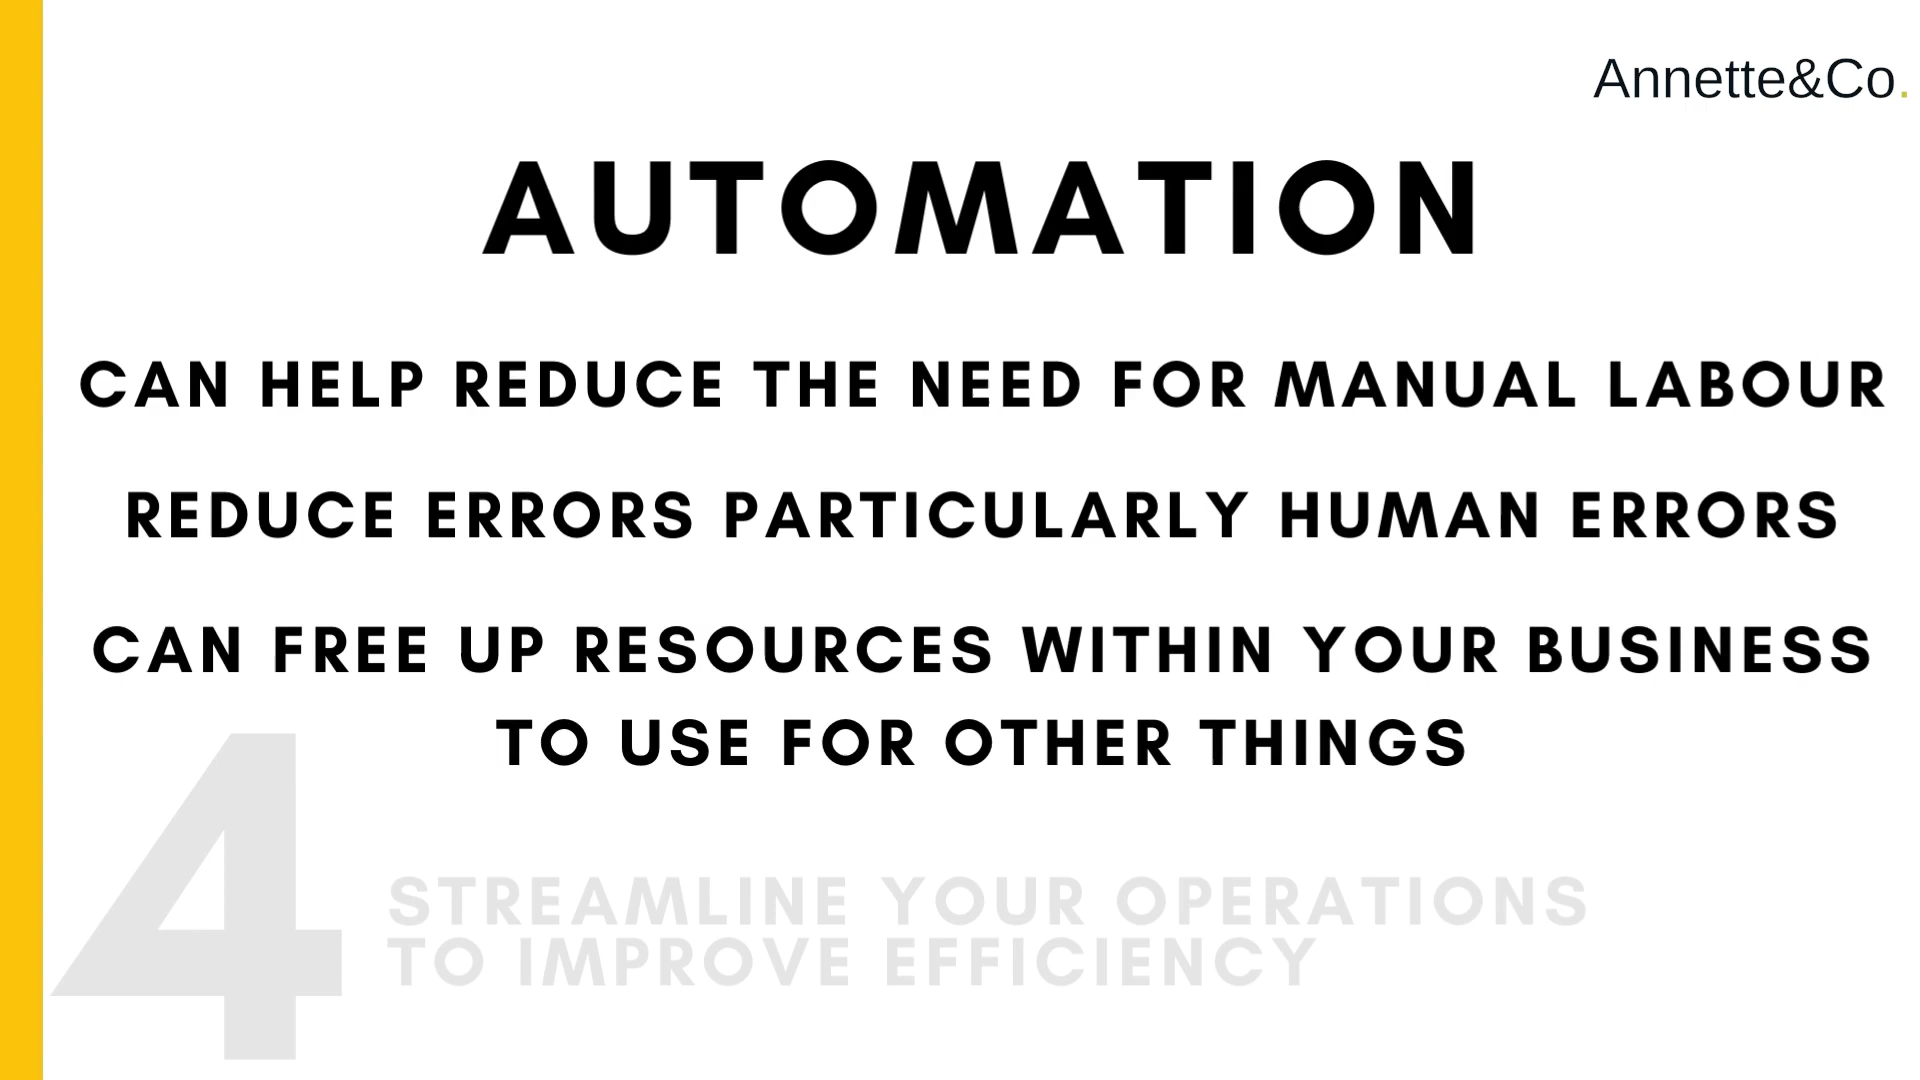 Annette&Co.
AUTOMATION
CAN HELP REDUCE THE NEED FOR MANUAL LABOUR
REDUCE ERRORS PARTICULARLY HUMAN ERRORS
CAN FREE UP RESOURCES WITHIN YOUR BUSINESS
TO USE FOR OTHER THINGS
4
STREAMLINE YOUR OPERATIONS
TO IMPROVE EFFICIENCY